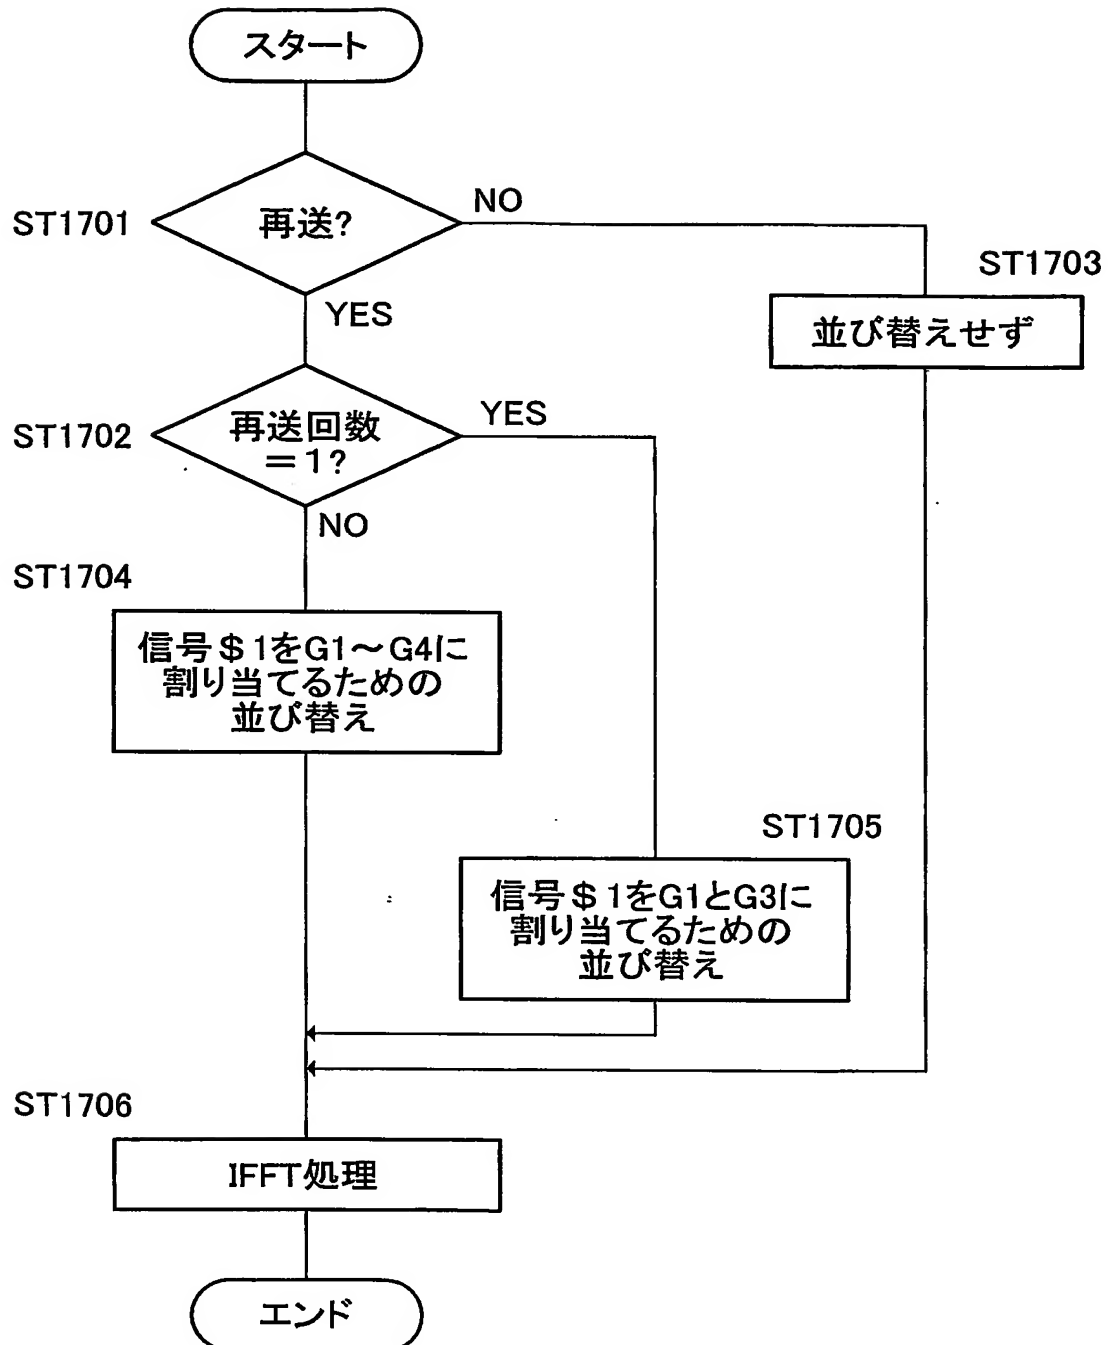 スタート
ST1701
再送?
NO
YES
ST1703
並び替えせず
ST1702
再送回数
=1?
YES
NO
ST1704
信号$1をG1~G4に
割り当てるための
並び替え
ST1705
信号$1をG1とG3に
割り当てるための
並び替え
ST1706
IFFT処理
エンド